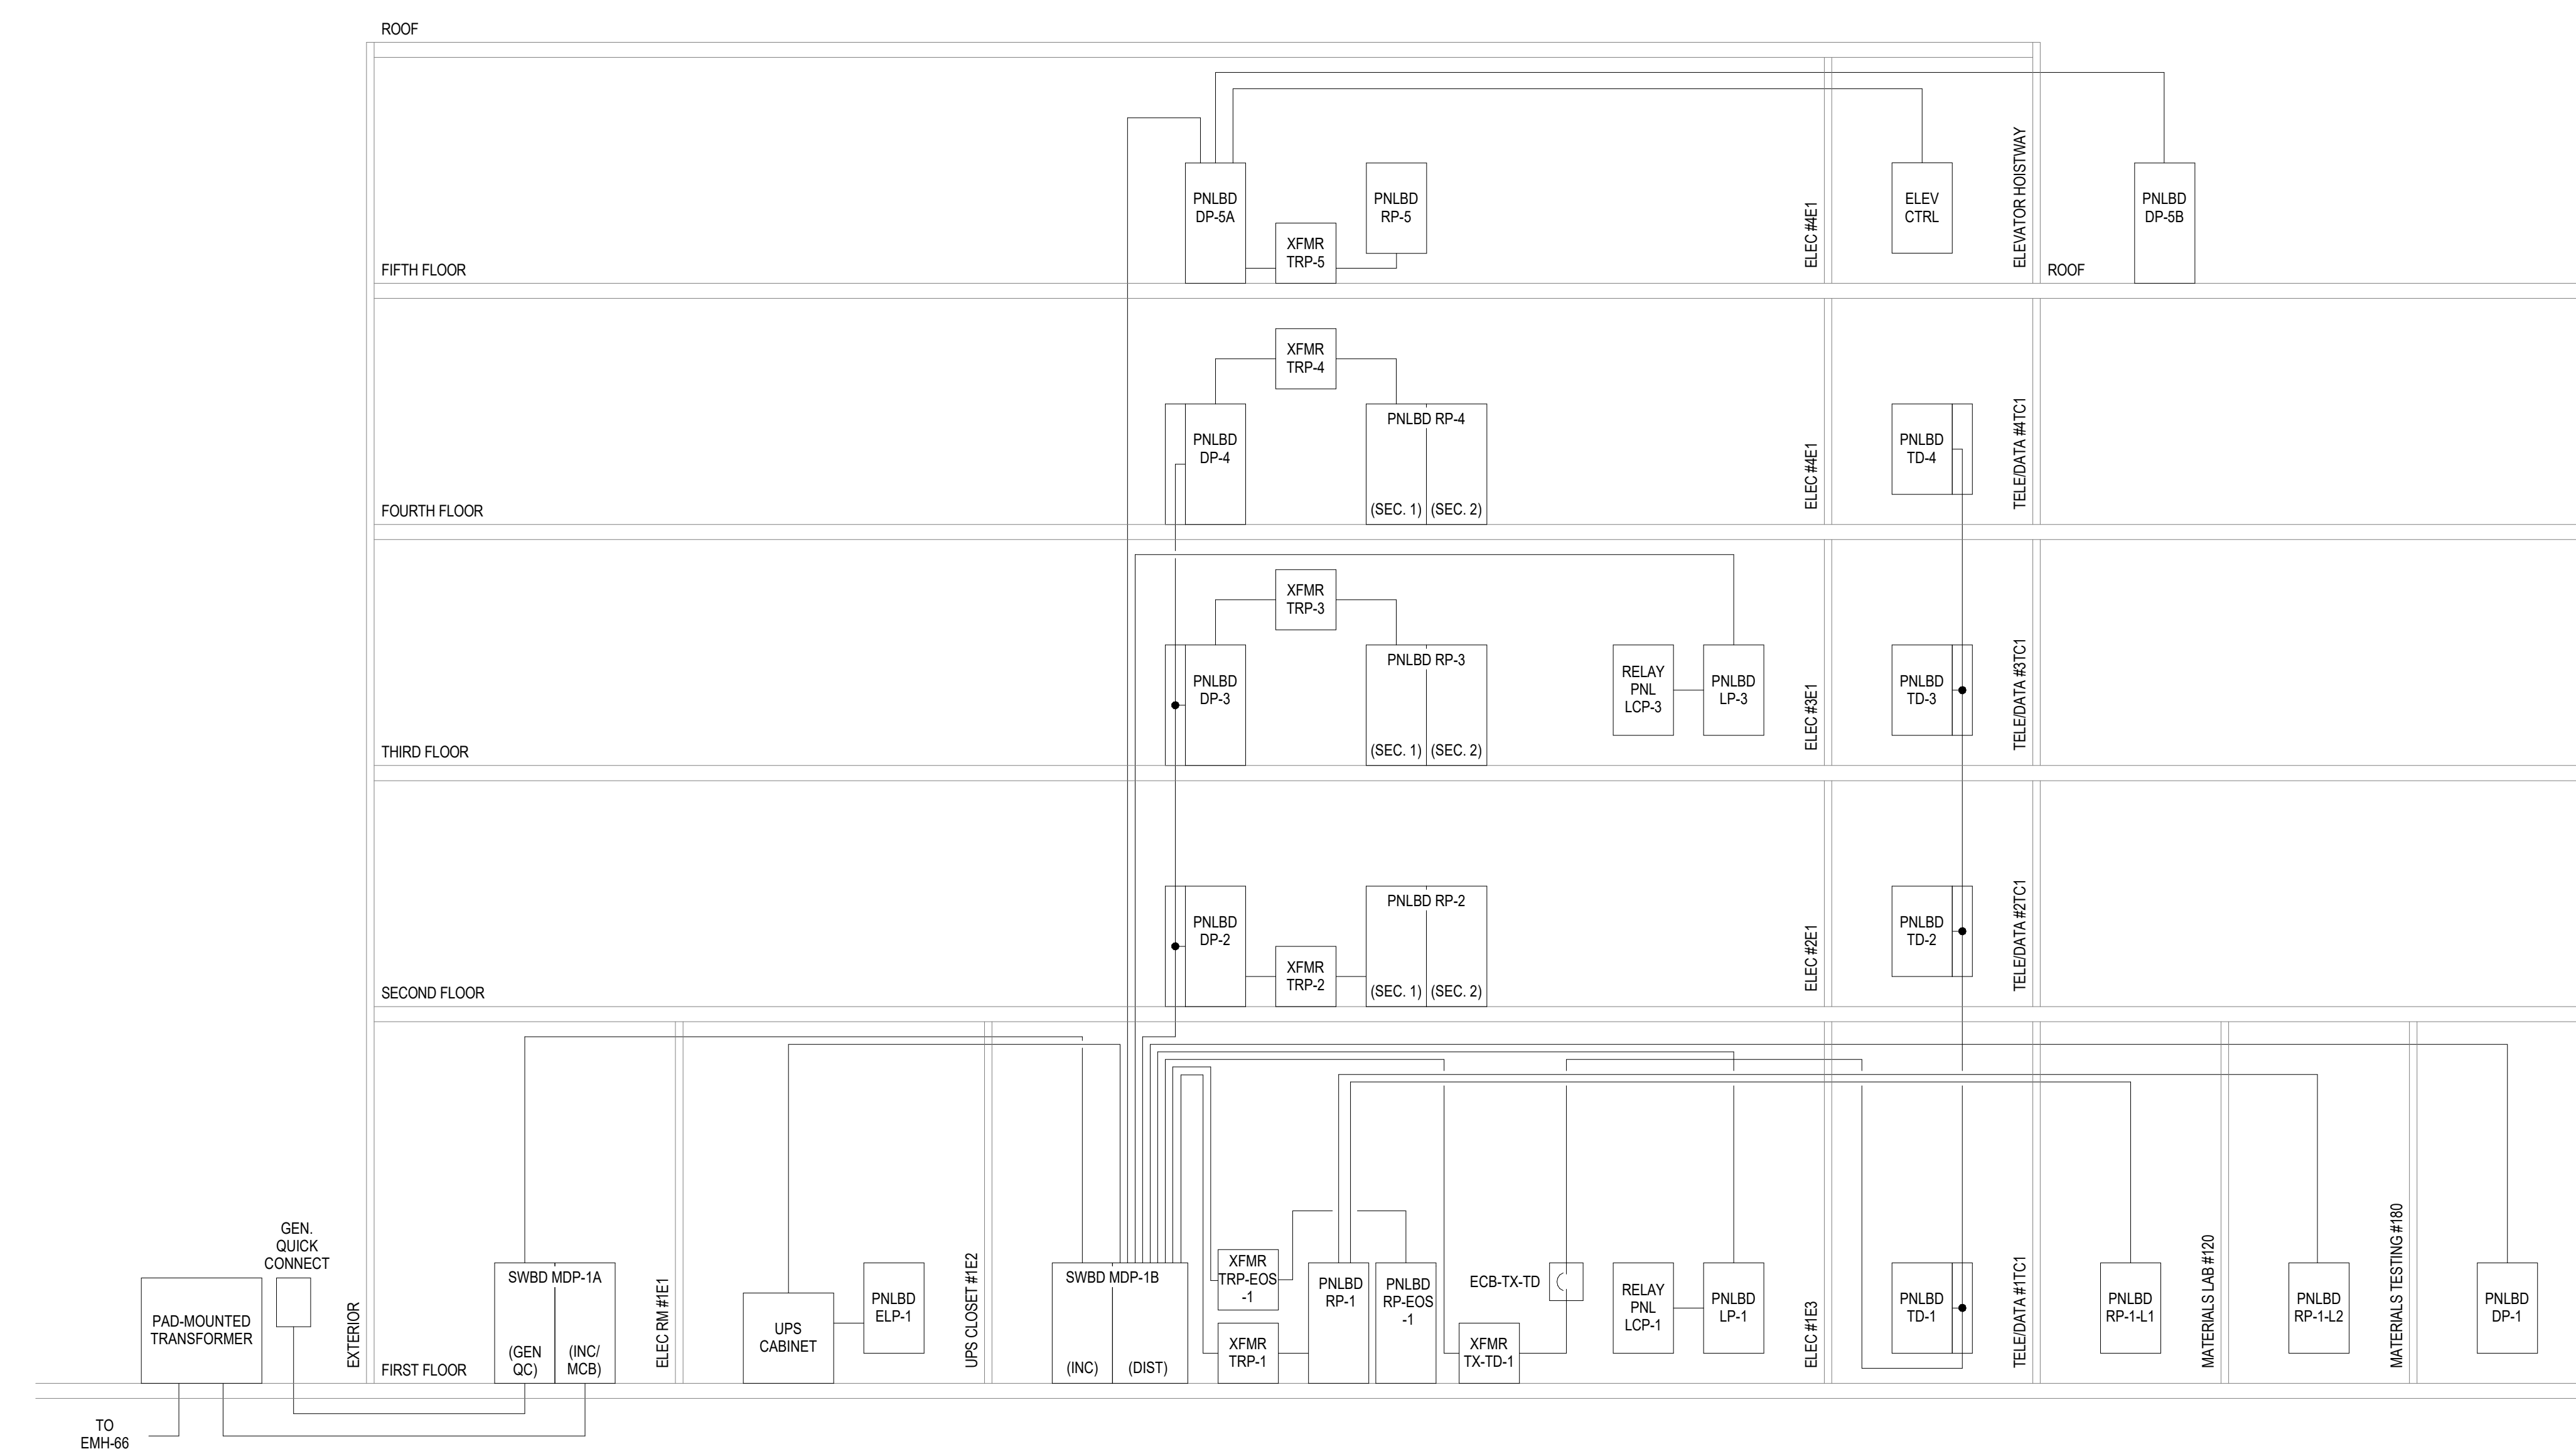 ROOF
PNLBD
DP-5A
XFMR
TRP-5
PNLBD
RP-5
ELEC #4E1
ELEV
CTRL
ELEVATOR HOISTWAY
PNLBD
DP-5B
FIFTH FLOOR
ROOF
XFMR
TRP-4
PNLBD
DP-4
PNLBD RP-4
(SEC. 1)
(SEC. 2)
ELEC #4E1
PNLBD
TD-4
TELE/DATA #4TC1
FOURTH FLOOR
XFMR
TRP-3
PNLBD
DP-3
PNLBD RP-3
(SEC. 1)
(SEC. 2)
RELAY
PNL
LCP-3
PNLBD
LP-3
ELEC #3E1
PNLBD
TD-3
TELE/DATA #3TC1
THIRD FLOOR
PNLBD
DP-2
XFMR
TRP-2
PNLBD RP-2
(SEC. 1)
(SEC. 2)
ELEC #2E1
PNLBD
TD-2
TELE/DATA #2TC1
SECOND FLOOR
PAD-MOUNTED
TRANSFORMER
GEN.
QUICK
CONNECT
EXTERIOR
SWBD MDP-1A
(GEN
QC)
(INC/
MCB)
ELEC RM #1E1
UPS
CABINET
PNLBD
ELP-1
UPS CLOSET #1E2
SWBD MDP-1B
(INC)
(DIST)
XFMR
TRP-EOS
-1
XFMR
TRP-1
PNLBD
RP-1
PNLBD
RP-EOS
-1
ECB-TX-TD
XFMR
TX-TD-1
RELAY
PNL
LCP-1
PNLBD
LP-1
ELEC #1E3
PNLBD
TD-1
TELE/DATA #1TC1
PNLBD
RP-1-L1
MATERIALS LAB #120
PNLBD
RP-1-L2
MATERIALS TESTING #180
PNLBD
DP-1
FIRST FLOOR
TO
EMH-66